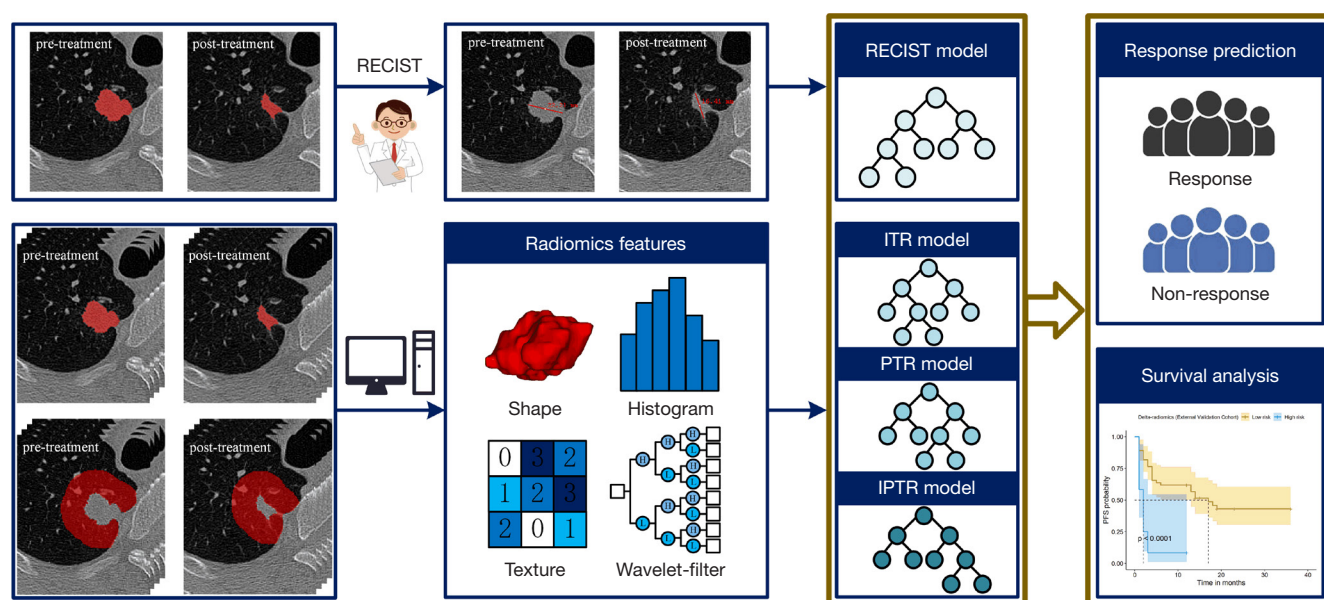 pre-treatment
post-treatment
RECIST
pre-treatment
post-treatment
RECIST model
Response prediction
Response
Non-response
pre-treatment
post-treatment
pre-treatment
post-treatment
Radiomics features
Shape
Histogram
0 3 2
1 2 3
2 0 1
Texture
H
L
H
L
H
L
H
L
H
L
H
L
H
L
Wavelet-filter
ITR model
PTR model
IPTR model
Survival analysis
Delta-radiomics (External Validation Cohort) Low risk High risk
PFS probability
1.00
0.75
0.50
0.25
0.00
p < 0.0001
0 10 20 30 40
Time in months